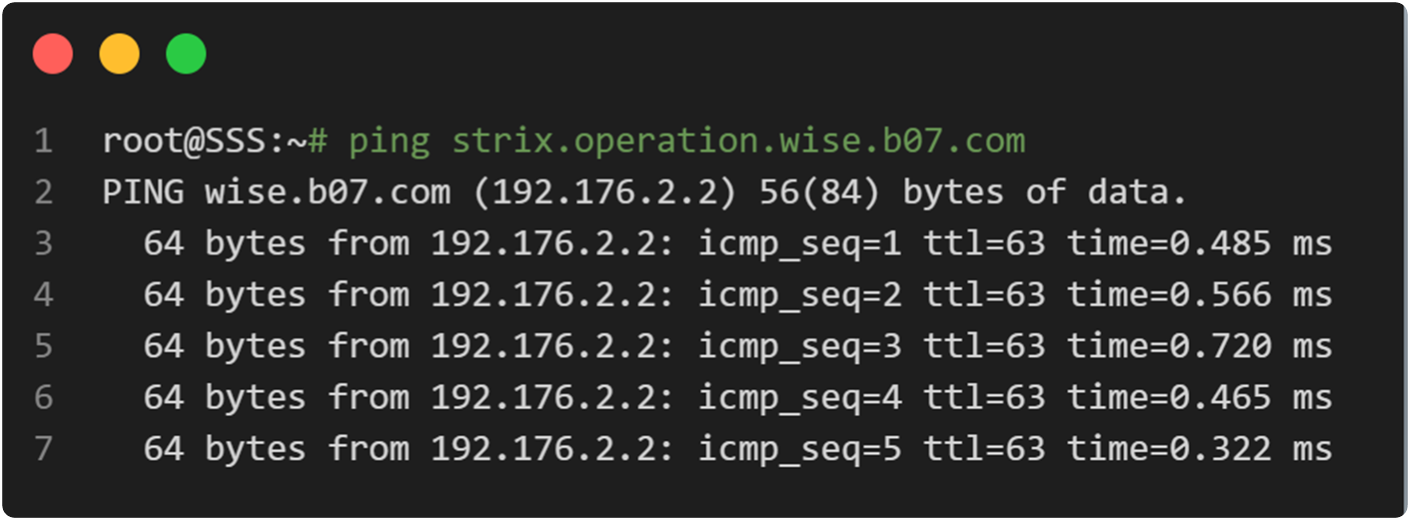 1 root@SSS:~# ping strix.operation.wise.b07.com
2 PING wise.b07.com (192.176.2.2) 56(84) bytes of data.
3 64 bytes from 192.176.2.2: icmp_seq=1 ttl=63 time=0.485 ms
4 64 bytes from 192.176.2.2: icmp_seq=2 ttl=63 time=0.566 ms
5 64 bytes from 192.176.2.2: icmp_seq=3 ttl=63 time=0.720 ms
6 64 bytes from 192.176.2.2: icmp_seq=4 ttl=63 time=0.465 ms
7 64 bytes from 192.176.2.2: icmp_seq=5 ttl=63 time=0.322 ms